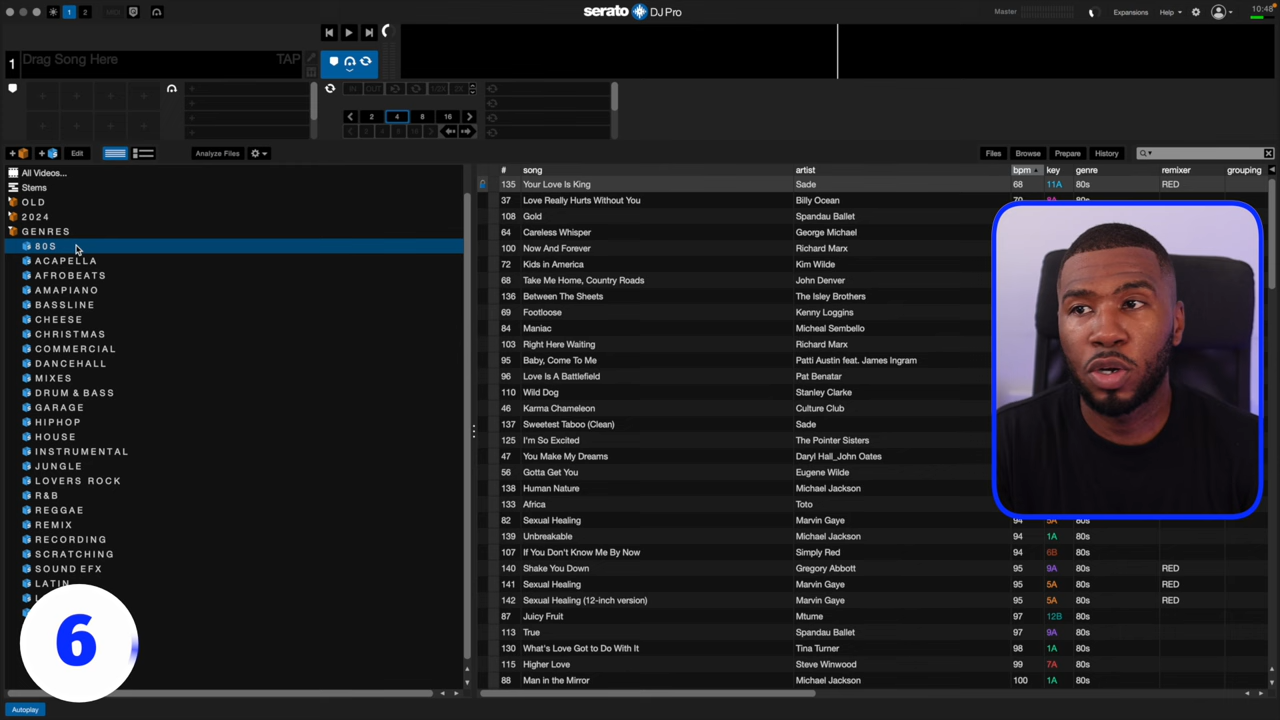 1 2
serato DJ Pro
Master Expansions Help 10:48
1 Drag Song Here TAP
IN OUT 1/2X 2X
2 4 8 16
1 2 4 8 16
Edit Analyze Files Files Browse Prepare History
All Videos...
Stems
OLD
2024
GENRES
80S
ACAPELLA
AFROBEATS
AMAPIANO
BASSLINE
CHEESE
CHRISTMAS
COMMERCIAL
DANCEHALL
MIXES
DRUM & BASS
GARAGE
HIPHOP
HOUSE
INSTRUMENTAL
JUNGLE
LOVERS ROCK
R&B
REGGAE
REMIX
RECORDING
SCRATCHING
SOUND EFX
LATIN
6
# song artist bpm key genre remixer grouping
135 Your Love Is King Sade 68 11A 80s RED
37 Love Really Hurts Without You Billy Ocean
108 Gold Spandau Ballet
64 Careless Whisper George Michael
100 Now And Forever Richard Marx
72 Kids in America Kim Wilde
68 Take Me Home, Country Roads John Denver
136 Between The Sheets The Isley Brothers
69 Footloose Kenny Loggins
84 Maniac Micheal Sembello
103 Right Here Waiting Richard Marx
95 Baby, Come To Me Patti Austin feat. James Ingram
96 Love Is A Battlefield Pat Benatar
110 Wild Dog Stanley Clarke
46 Karma Chameleon Culture Club
137 Sweetest Taboo (Clean) Sade
125 I'm So Excited The Pointer Sisters
47 You Make My Dreams Daryl Hall_John Oates
56 Gotta Get You Eugene Wilde
138 Human Nature Michael Jackson
133 Africa Toto
82 Sexual Healing Marvin Gaye 94 5A 80s
139 Unbreakable Michael Jackson 94 1A 80s
107 If You Don't Know Me By Now Simply Red 94 6B 80s
140 Shake You Down Gregory Abbott 95 9A 80s RED
141 Sexual Healing Marvin Gaye 95 5A 80s RED
142 Sexual Healing (12-inch version) Marvin Gaye 95 5A 80s RED
87 Juicy Fruit Mtume 97 12B 80s
113 True Spandau Ballet 97 9A 80s
130 What's Love Got to Do With It Tina Turner 98 1A 80s
115 Higher Love Steve Winwood 99 7A 80s
88 Man in the Mirror Michael Jackson 100 1A 80s
Autoplay